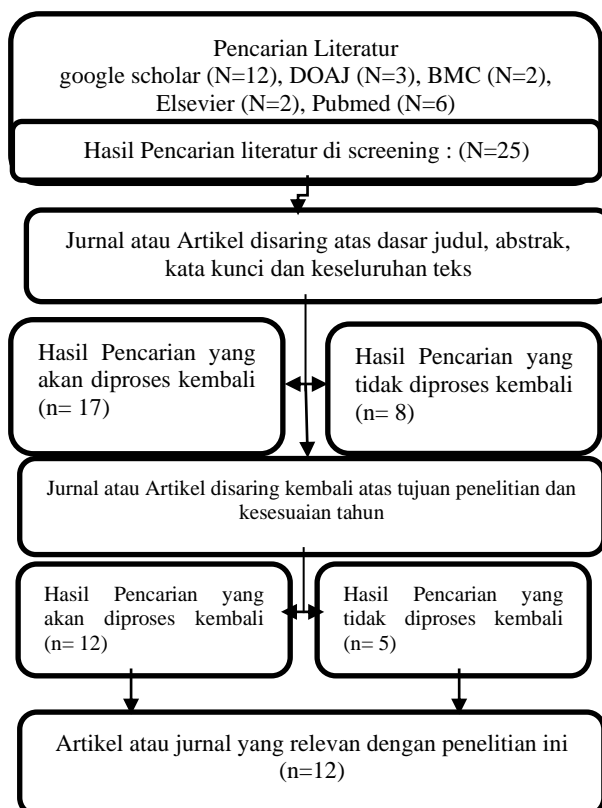 Pencarian Literatur
google scholar (N=12), DOAJ (N=3), BMC (N=2),
Elsevier (N=2), Pubmed (N=6)
Hasil Pencarian literatur di screening : (N=25)
Jurnal atau Artikel disaring atas dasar judul, abstrak,
kata kunci dan keseluruhan teks
Hasil Pencarian yang
akan diproses kembali
(n= 17)
Hasil Pencarian yang
tidak diproses kembali
(n= 8)
Jurnal atau Artikel disaring kembali atas tujuan penelitian dan
kesesuaian tahun
Hasil Pencarian yang
akan diproses kembali
(n= 12)
Hasil Pencarian yang
tidak diproses kembali
(n= 5)
Artikel atau jurnal yang relevan dengan penelitian ini
(n=12)